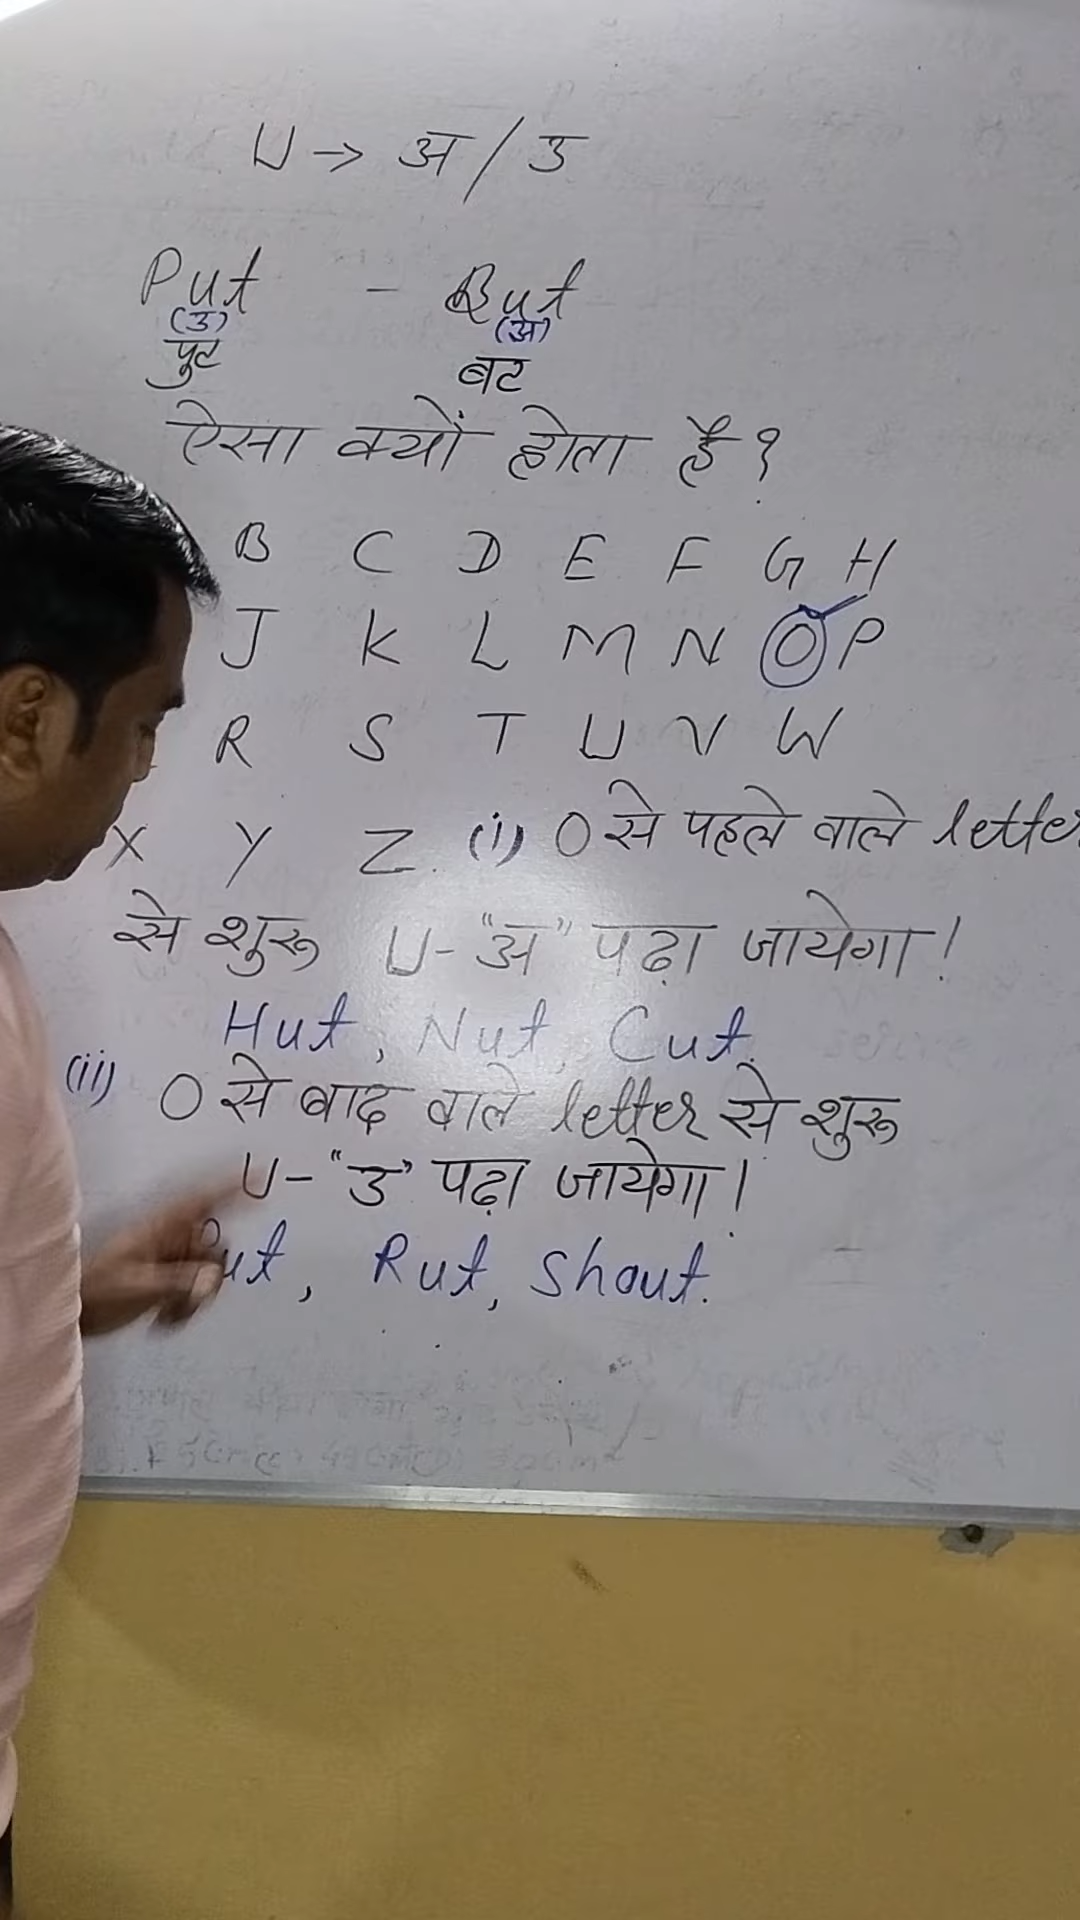 U → अ / उ
Put - But
(उ) (अ)
पुट बट
ऐसा क्यों होता है?
B C D E F G H
J K L M N O P
R S T U V W
X Y Z (i) O से पहले वाले letter
से शुरू U-"अ" पढ़ा जायेगा!
Hut, Nut, Cut.
(ii) O से बाद वाले letter से शुरू
U-"उ" पढ़ा जायेगा!
Put, Rut, Shout.